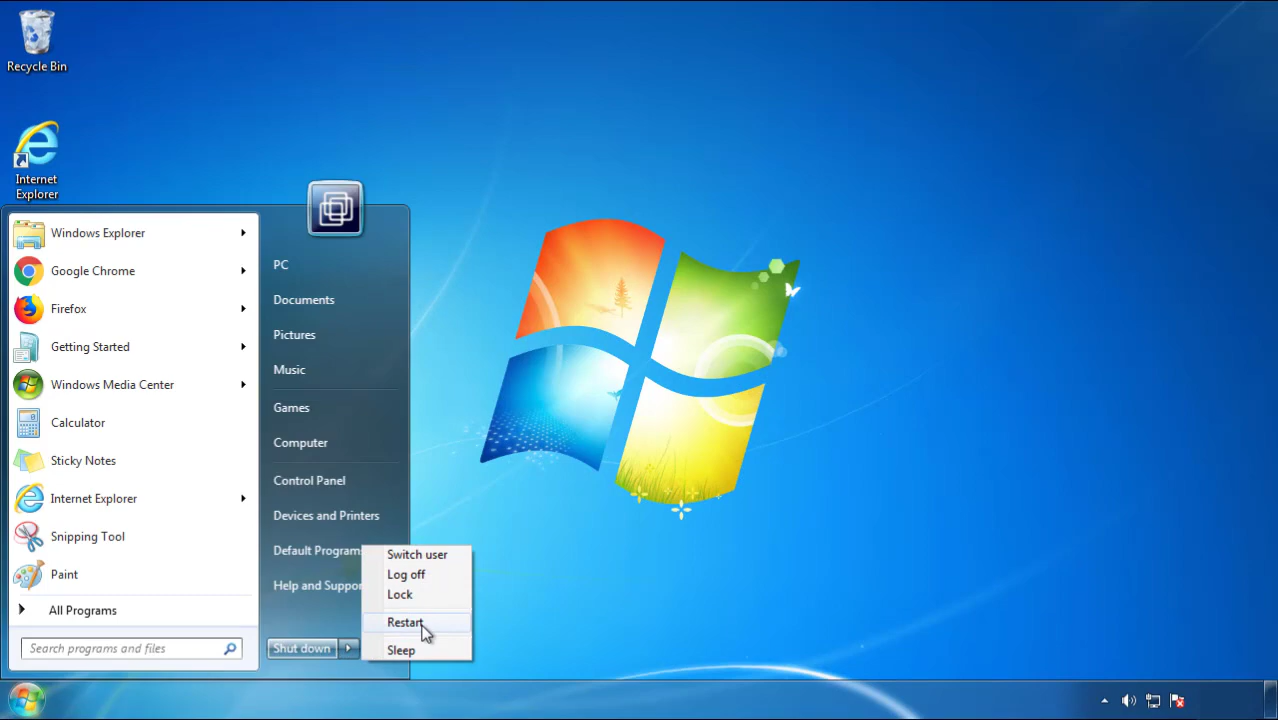 Recycle Bin
Internet
Explorer
Windows Explorer
Google Chrome
Firefox
Getting Started
Windows Media Center
Calculator
Sticky Notes
Internet Explorer
Snipping Tool
Paint
All Programs
Search programs and files
PC
Documents
Pictures
Music
Games
Computer
Control Panel
Devices and Printers
Default Program
Help and Suppor
Shut down
Switch user
Log off
Lock
Restart
Sleep